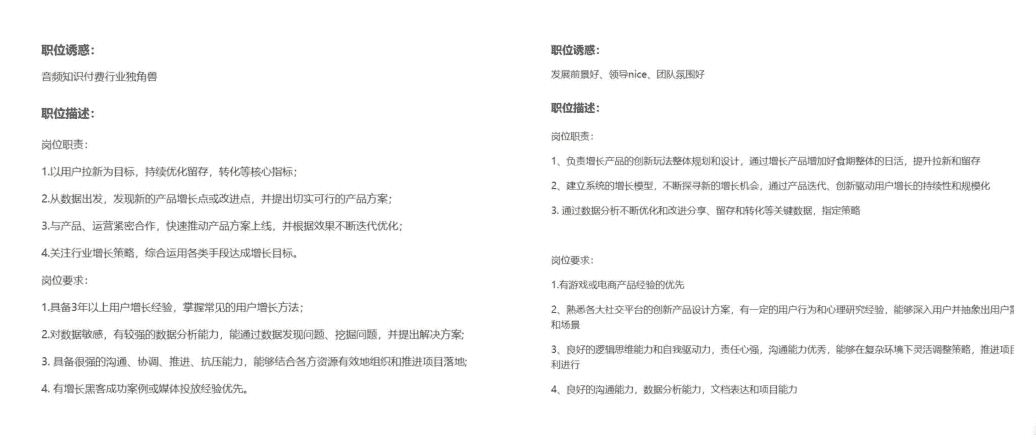 职位诱惑：
音频知识付费行业独角兽
职位描述：
岗位职责：
1.以用户拉新为目标，持续优化留存，转化等核心指标；
2.从数据出发，发现新的产品增长点或改进点，并提出切实可行的产品方案；
3.与产品、运营紧密合作，快速推动产品方案上线，并根据效果不断迭代优化；
4.关注行业增长策略，综合运用各类手段达成增长目标。
岗位要求：
1.具备3年以上用户增长经验，掌握常见的用户增长方法；
2.对数据敏感，有较强的数据分析能力，能通过数据发现问题、挖掘问题，并提出解决方案；
3. 具备很强的沟通、协调、推进、抗压能力，能够结合各方资源有效地组织和推进项目落地;
4. 有增长黑客成功案例或媒体投放经验优先。
职位诱惑：
发展前景好、领导nice、团队氛围好
职位描述：
岗位职责：
1、负责增长产品的创新玩法整体规划和设计，通过增长产品增加好食期整体的日活，提升拉新和留存
2、建立系统的增长模型，不断探寻新的增长机会，通过产品迭代、创新驱动用户增长的持续性和规模化
3. 通过数据分析不断优化和改进分享、留存和转化等关键数据，指定策略
岗位要求：
1.有游戏或电商产品经验的优先
2、熟悉各大社交平台的创新产品设计方案，有一定的用户行为和心理研究经验，能够深入用户并抽象出用户
和场景
3、良好的逻辑思维能力和自我驱动力，责任心强，沟通能力优秀，能够在复杂环境下灵活调整策略，推进项目
利进行
4、良好的沟通能力，数据分析能力，文档表达和项目能力